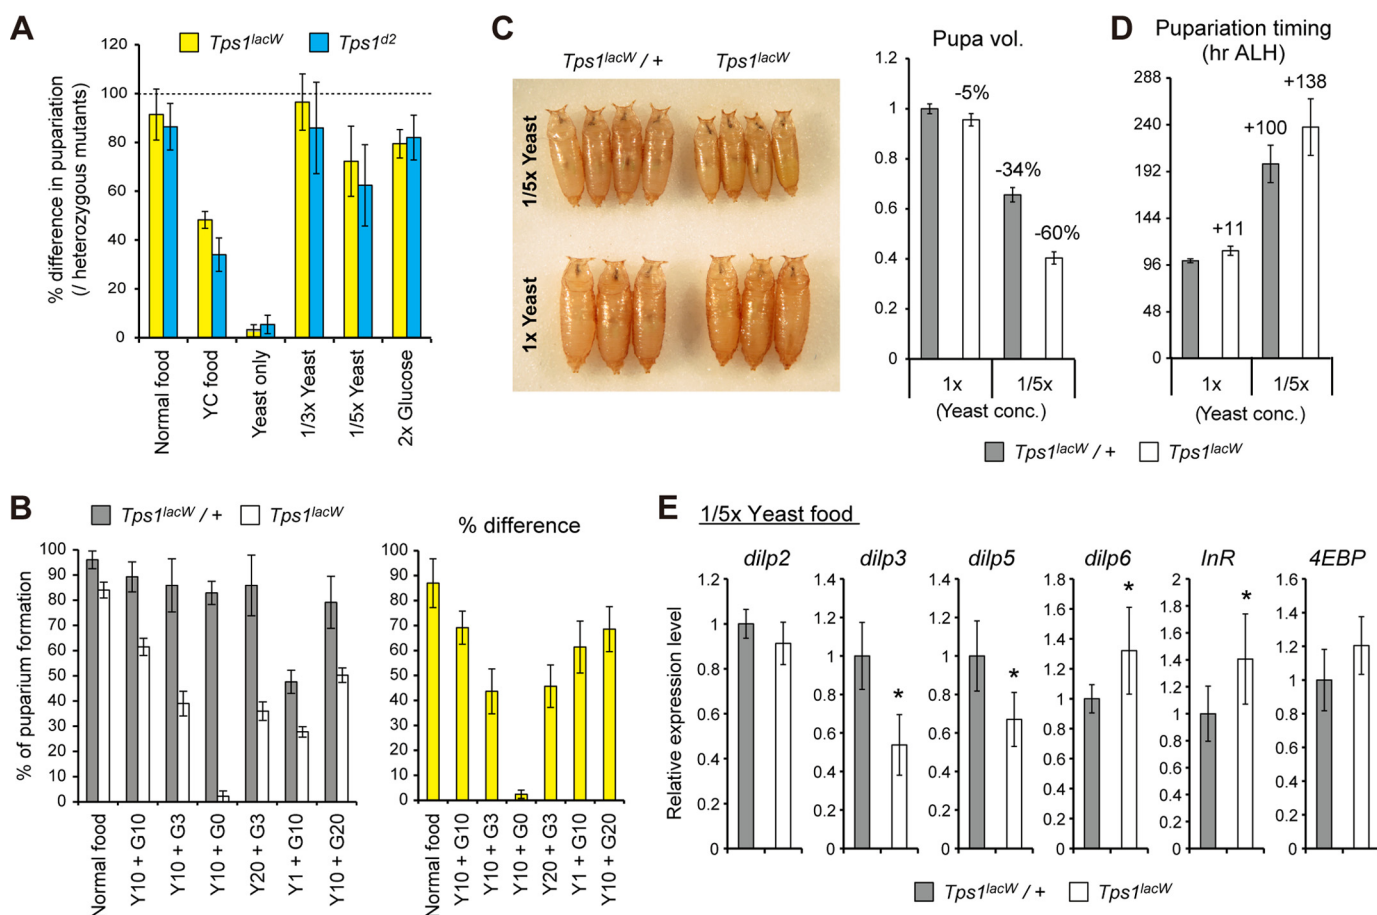 A
Tps1lacW Tps1d2
% difference in pupariation
(/ heterozygous mutants)
120
100
80
60
40
20
0
Normal food
YC food
Yeast only
1/3x Yeast
1/5x Yeast
2x Glucose
C
Tps1lacW / + Tps1lacW
1/5x Yeast
1x Yeast
Pupa vol.
1.2
1
0.8
0.6
0.4
0.2
0
-5%
-34%
-60%
1x 1/5x
(Yeast conc.)
D
Pupariation timing
(hr ALH)
288
240
192
144
96
48
0
+11
+100
+138
1x 1/5x
(Yeast conc.)
Tps1lacW / + Tps1lacW
B
Tps1lacW / + Tps1lacW
% of puparium formation
100
90
80
70
60
50
40
30
20
10
0
Normal food
Y10 + G10
Y10 + G3
Y10 + G0
Y20 + G3
Y1 + G10
Y10 + G20
% difference
100
90
80
70
60
50
40
30
20
10
0
Normal food
Y10 + G10
Y10 + G3
Y10 + G0
Y20 + G3
Y1 + G10
Y10 + G20
E
1/5x Yeast food
Relative expression level
dilp2
1.2
1
0.8
0.6
0.4
0.2
0
dilp3
1.4
1.2
1
0.8
0.6
0.4
0.2
0
*
dilp5
1.4
1.2
1
0.8
0.6
0.4
0.2
0
*
dilp6
1.8
1.6
1.4
1.2
1
0.8
0.6
0.4
0.2
0
*
InR
2
1.8
1.6
1.4
1.2
1
0.8
0.6
0.4
0.2
0
*
4EBP
1.6
1.4
1.2
1
0.8
0.6
0.4
0.2
0
Tps1lacW / + Tps1lacW